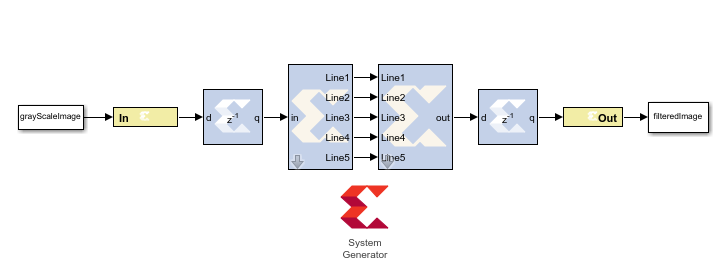 grayScaleImage
In
d z⁻¹ q
in
Line1
Line2
Line3
Line4
Line5
Line1
Line2
Line3
Line4
Line5
out
d z⁻¹ q
Out
filteredImage
System
Generator